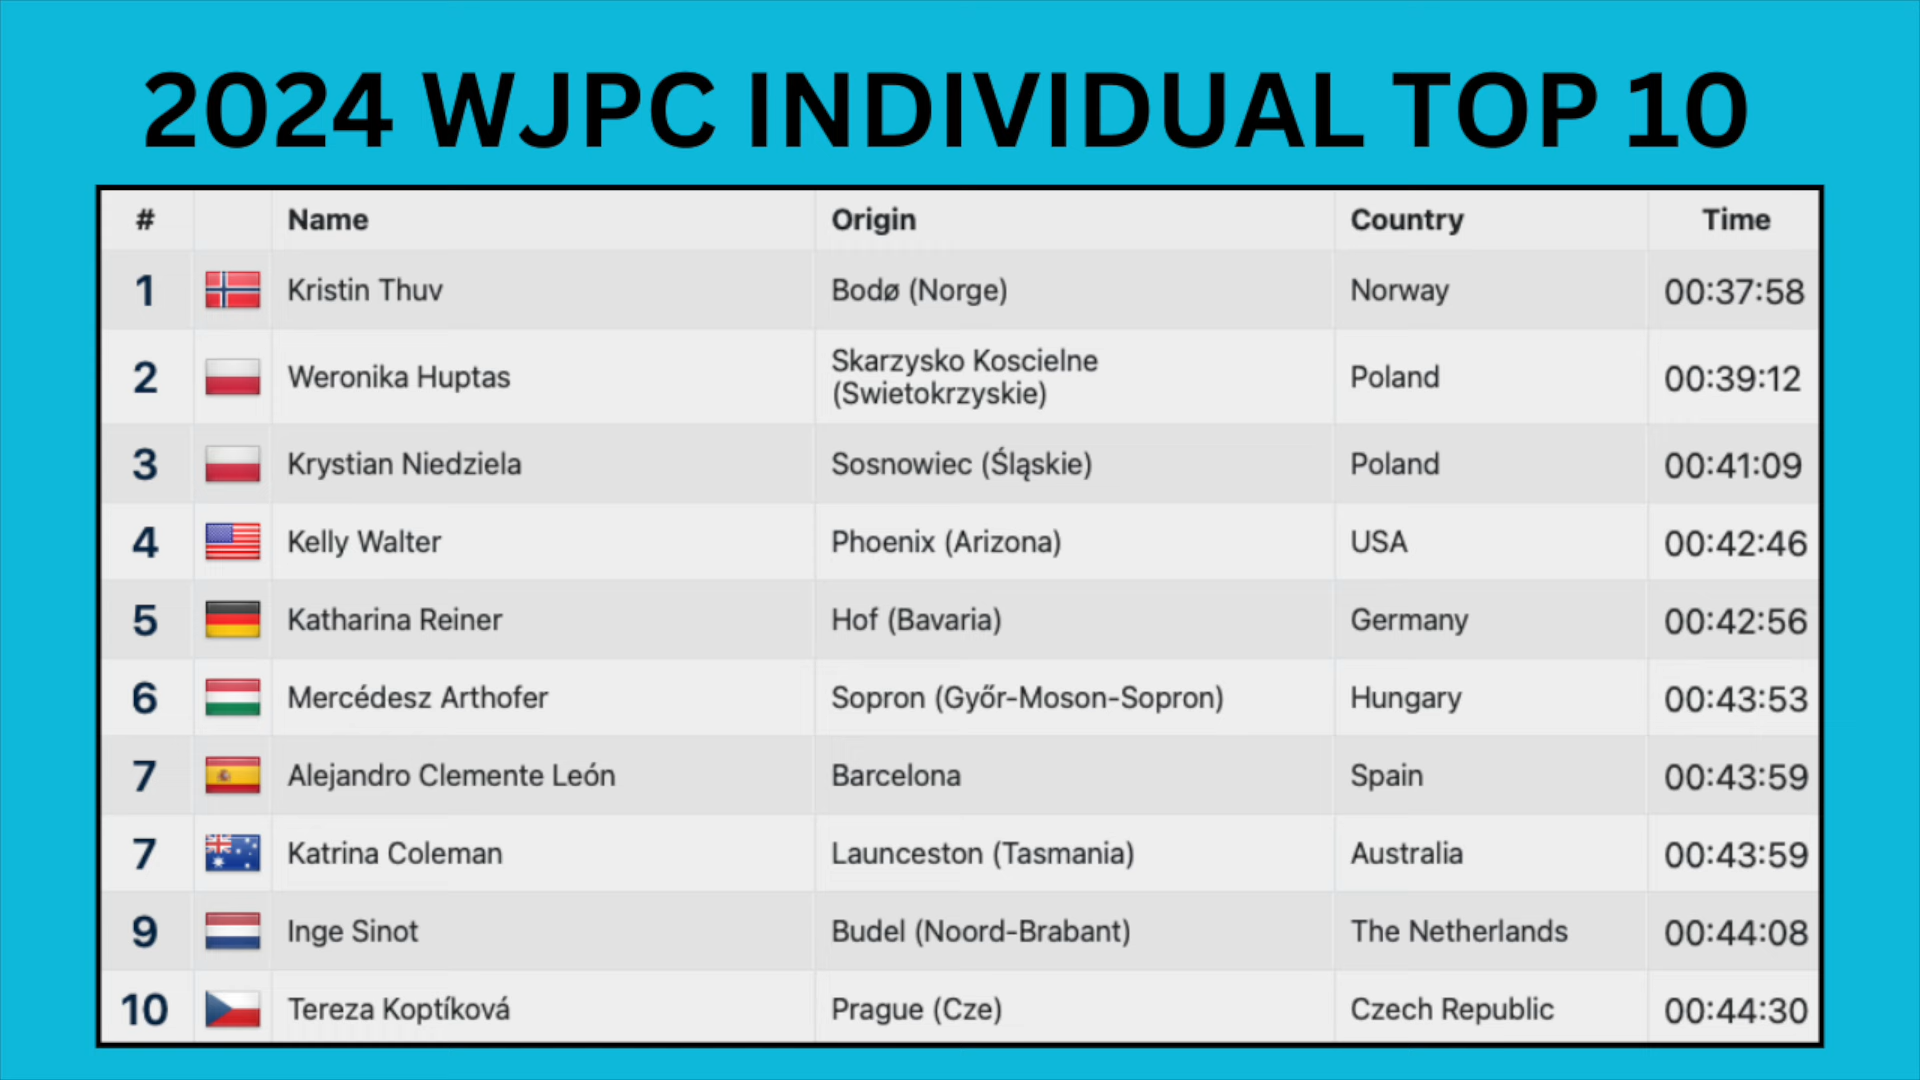 2024 WJPC INDIVIDUAL TOP 10
# Name Origin Country Time
1 Kristin Thuv Bodø (Norge) Norway 00:37:58
2 Weronika Huptas Skarzysko Koscielne (Swietokrzyskie) Poland 00:39:12
3 Krystian Niedziela Sosnowiec (Śląskie) Poland 00:41:09
4 Kelly Walter Phoenix (Arizona) USA 00:42:46
5 Katharina Reiner Hof (Bavaria) Germany 00:42:56
6 Mercédesz Arthofer Sopron (Győr-Moson-Sopron) Hungary 00:43:53
7 Alejandro Clemente León Barcelona Spain 00:43:59
7 Katrina Coleman Launceston (Tasmania) Australia 00:43:59
9 Inge Sinot Budel (Noord-Brabant) The Netherlands 00:44:08
10 Tereza Koptíková Prague (Cze) Czech Republic 00:44:30